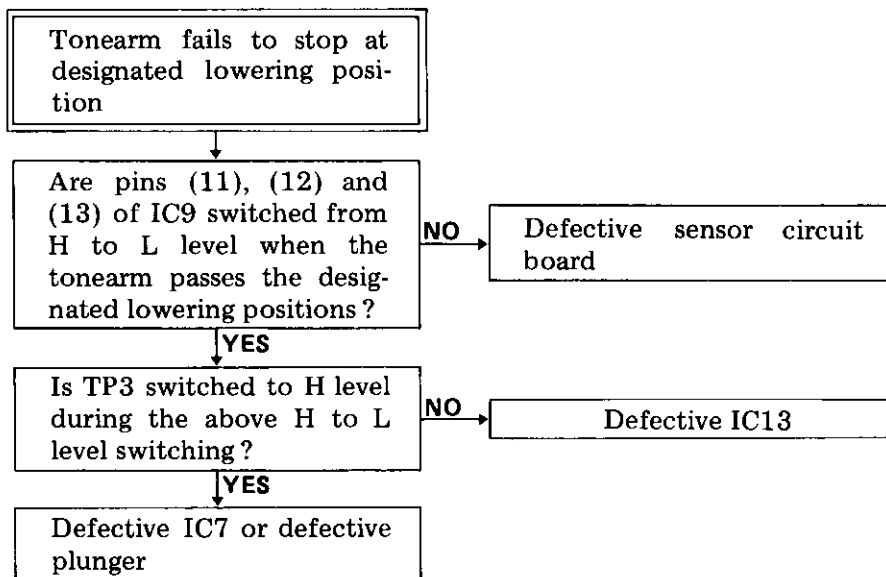 Tonearm fails to stop at
designated lowering posi-
tion
Are pins (11), (12) and
(13) of IC9 switched from
H to L level when the
tonearm passes the desig-
nated lowering positions?
NO
Defective sensor circuit
board
YES
Is TP3 switched to H level
during the above H to L
level switching?
NO
Defective IC13
YES
Defective IC7 or defective
plunger